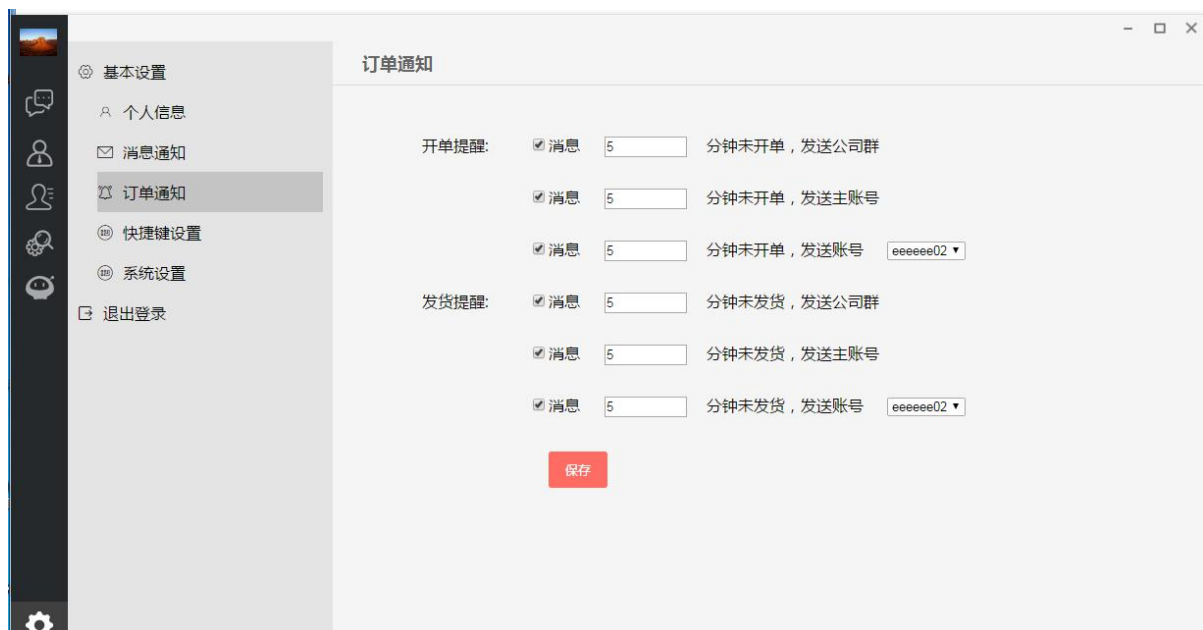 基本设置
个人信息
消息通知
订单通知
快捷键设置
系统设置
退出登录
订单通知
开单提醒: 消息 5 分钟未开单，发送公司群
消息 5 分钟未开单，发送主账号
消息 5 分钟未开单，发送账号 eeeeee02
发货提醒: 消息 5 分钟未发货，发送公司群
消息 5 分钟未发货，发送主账号
消息 5 分钟未发货，发送账号 eeeeee02
保存